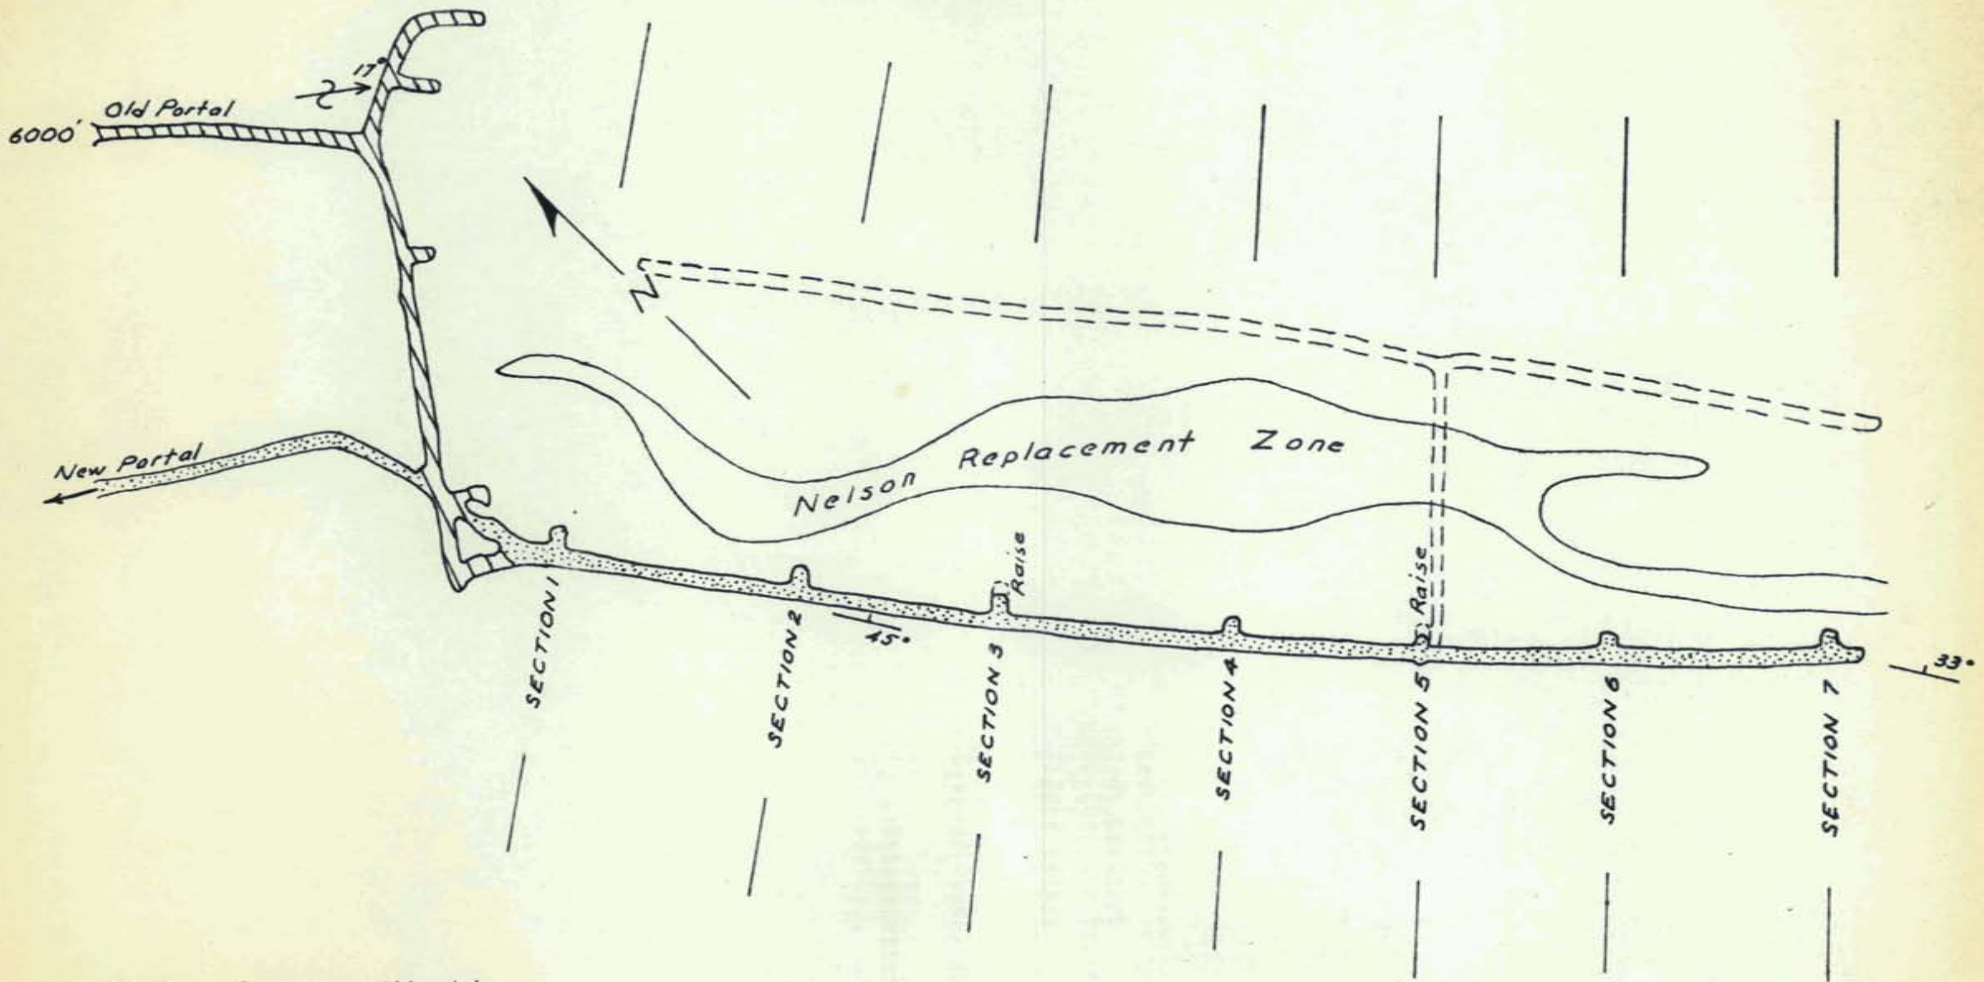 17°
Old Portal
6000'
N
New Portal
Nelson Replacement Zone
Raise
Raise
45°
33°
SECTION 1
SECTION 2
SECTION 3
SECTION 4
SECTION 5
SECTION 6
SECTION 7